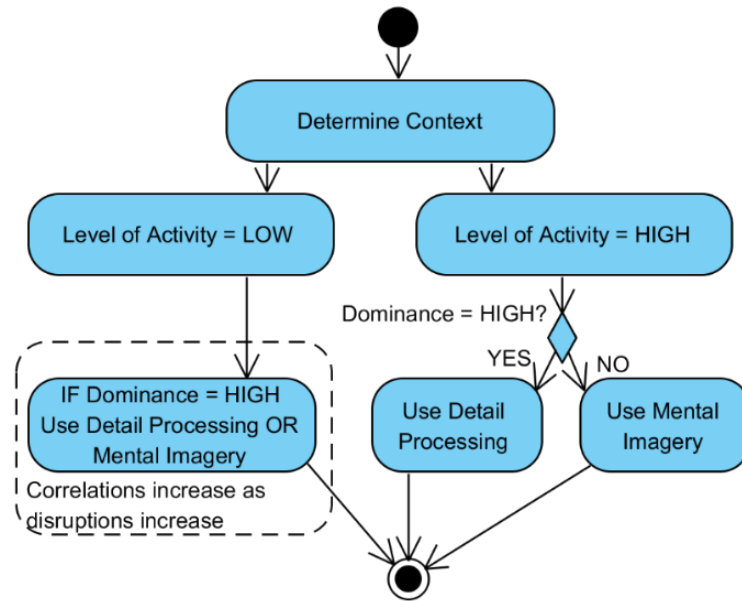 Determine Context
Level of Activity = LOW
Level of Activity = HIGH
Dominance = HIGH?
YES
NO
IF Dominance = HIGH
Use Detail Processing OR
Mental Imagery
Use Detail
Processing
Use Mental
Imagery
Correlations increase as
disruptions increase